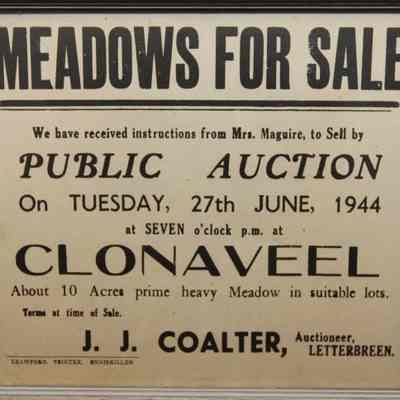 MEADOWS FOR SALE
We have received instructions from Mrs. Maguire, to Sell by
PUBLIC AUCTION
On TUESDAY, 27th JUNE, 1944
at SEVEN o'clock p.m. at
CLONAVEEL
About 10 Acres prime heavy Meadow in suitable lots.
Terms at time of Sale.
J. J. COALTER, Auctioneer,
LETTERBREEN.
TRIMBLE, PRINTER, ENNISKILLEN